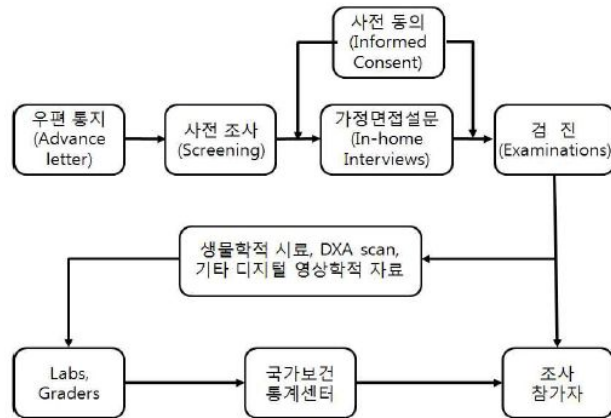 사전 동의
(Informed
Consent)
우편 통지
(Advance
letter)
사전 조사
(Screening)
가정면접설문
(In-home
Interviews)
검 진
(Examinations)
생물학적 시료, DXA scan,
기타 디지털 영상학적 자료
Labs,
Graders
국가보건
통계센터
조사
참가자